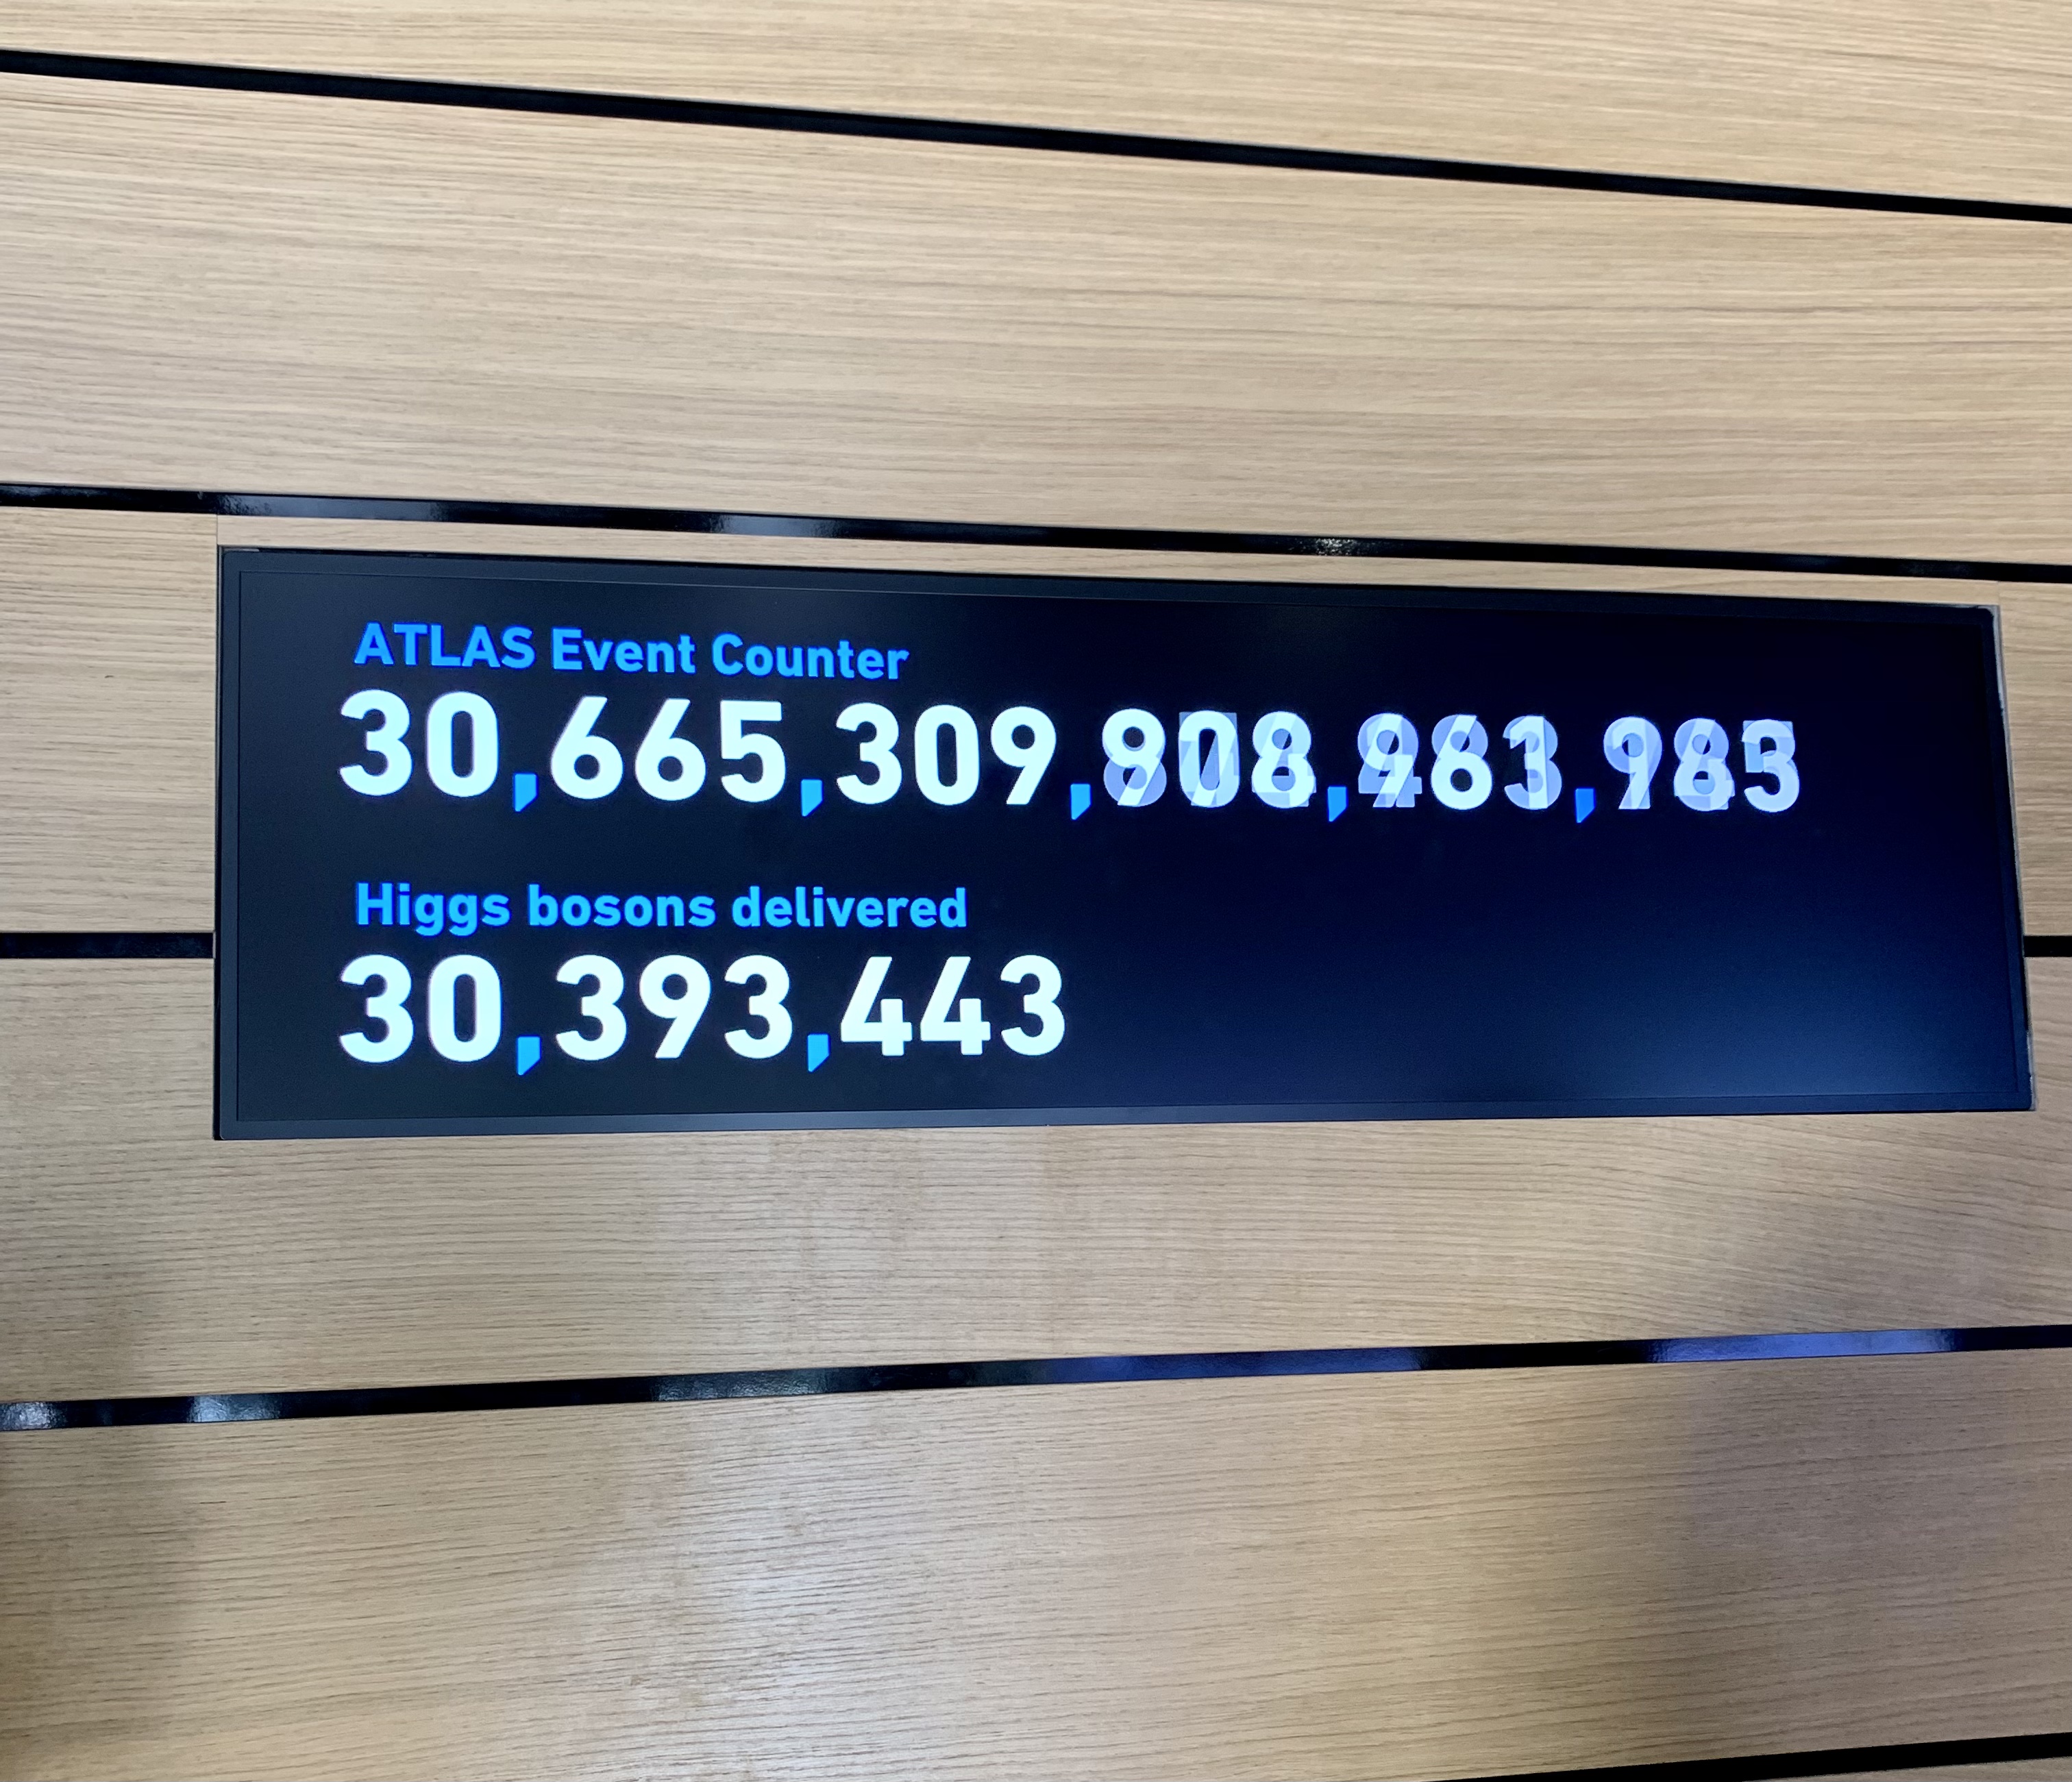 ATLAS Event Counter
30,665,309,
Higgs bosons delivered
30,393,443